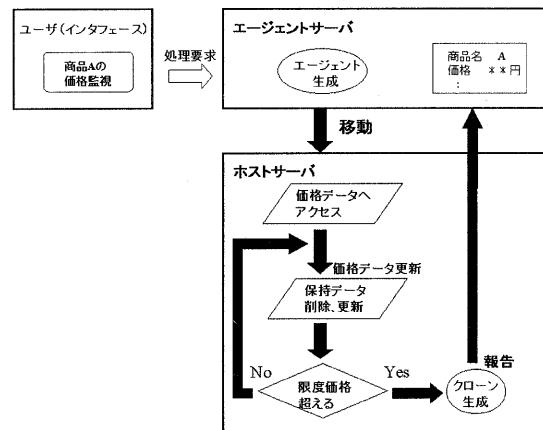 ユーザ(インタフェース)
商品Aの
価格監視
処理要求
エージェントサーバ
エージェント
生成
商品名 A
価格 **円
:
移動
ホストサーバ
価格データへ
アクセス
価格データ更新
保持データ
削除、更新
No
限度価格
超える
Yes
報告
クローン
生成